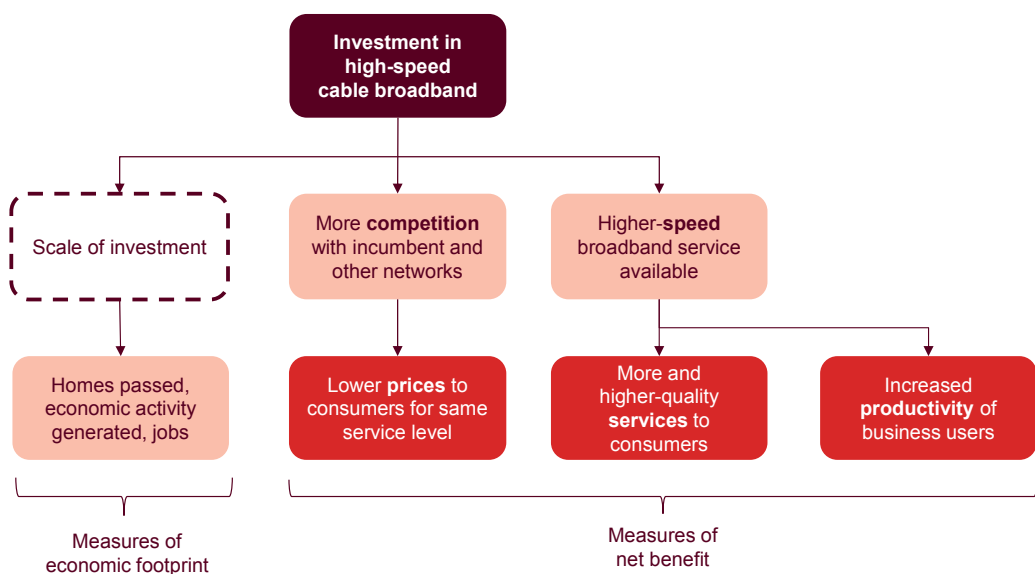 Investment in
high-speed
cable broadband
Scale of investment
More competition
with incumbent and
other networks
Higher-speed
broadband service
available
Homes passed,
economic activity
generated, jobs
Lower prices to
consumers for same
service level
More and
higher-quality
services to
consumers
Increased
productivity of
business users
Measures of
economic footprint
Measures of
net benefit